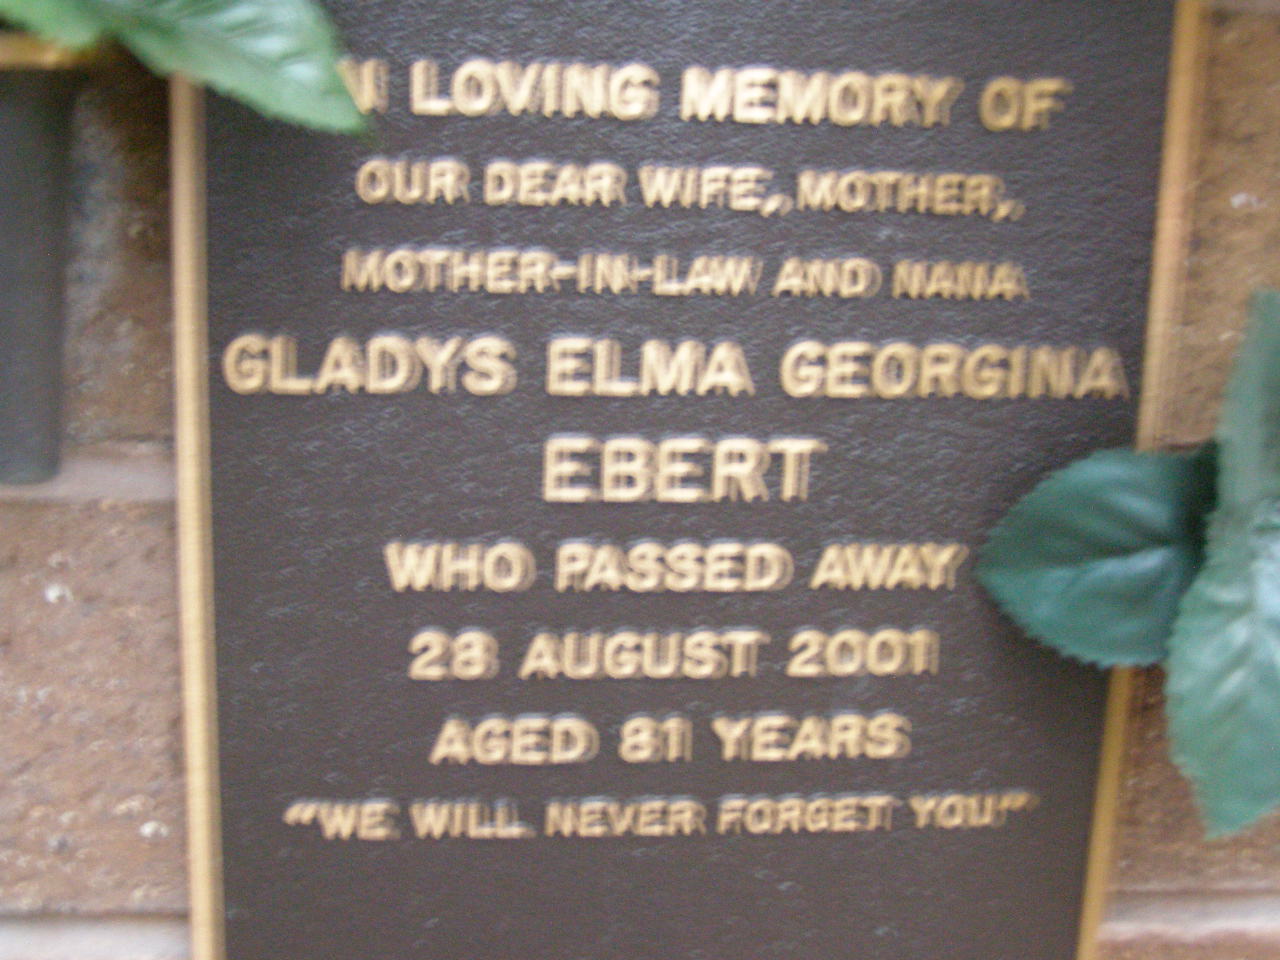 IN LOVING MEMORY OF
OUR DEAR WIFE, MOTHER,
MOTHER-IN-LAW AND NANA
GLADYS ELMA GEORGINA
EBERT
WHO PASSED AWAY
28 AUGUST 2001
AGED 81 YEARS
"WE WILL NEVER FORGET YOU"